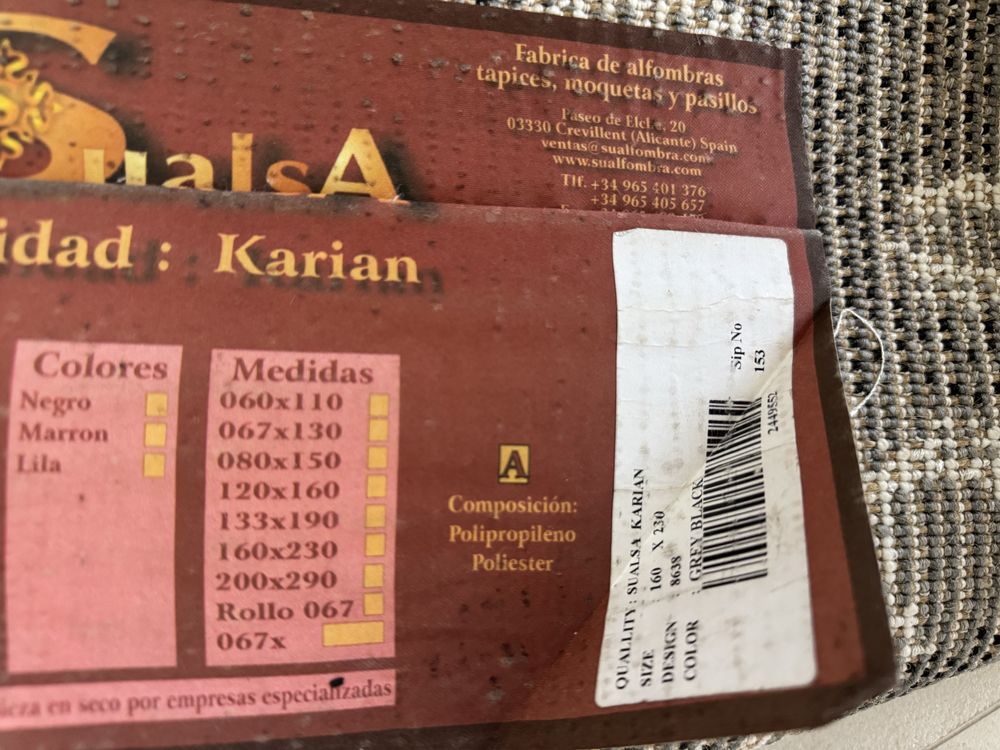 SualsA
Fabrica de alfombras
tapices, moquetas y pasillos
Paseo de Elche, 20
03330 Crevillent (Alicante) Spain
ventas@sualfombra.com
www.sualfombra.com
Tlf. +34 965 401 376
+34 965 405 657
idad : Karian
Colores
Negro
Marron
Lila
Medidas
060x110
067x130
080x150
120x160
133x190
160x230
200x290
Rollo 067
067x
A
Composición:
Polipropileno
Poliester
en seco por empresas especializadas
QUALLITY : SUALSA KARIAN
SIZE : 160 X 230
DESIGN : 8638
COLOR : GREY BLACK
Sip No
153
2449552